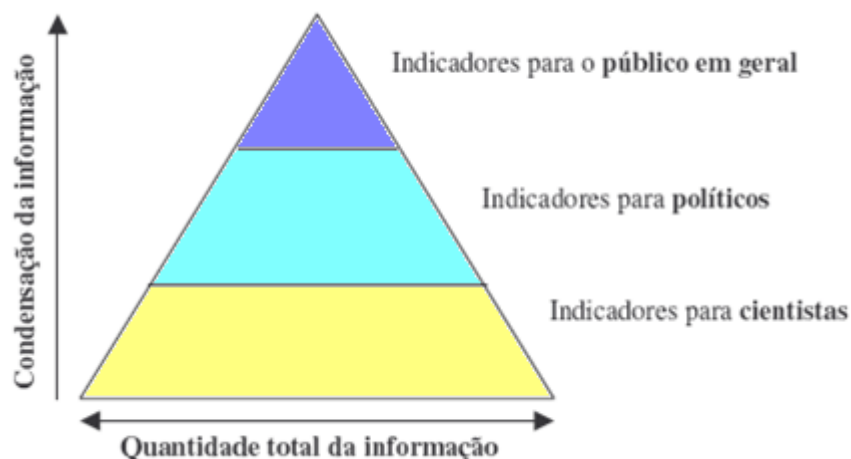 Condensação da informação
Indicadores para o público em geral
Indicadores para políticos
Indicadores para cientistas
Quantidade total da informação